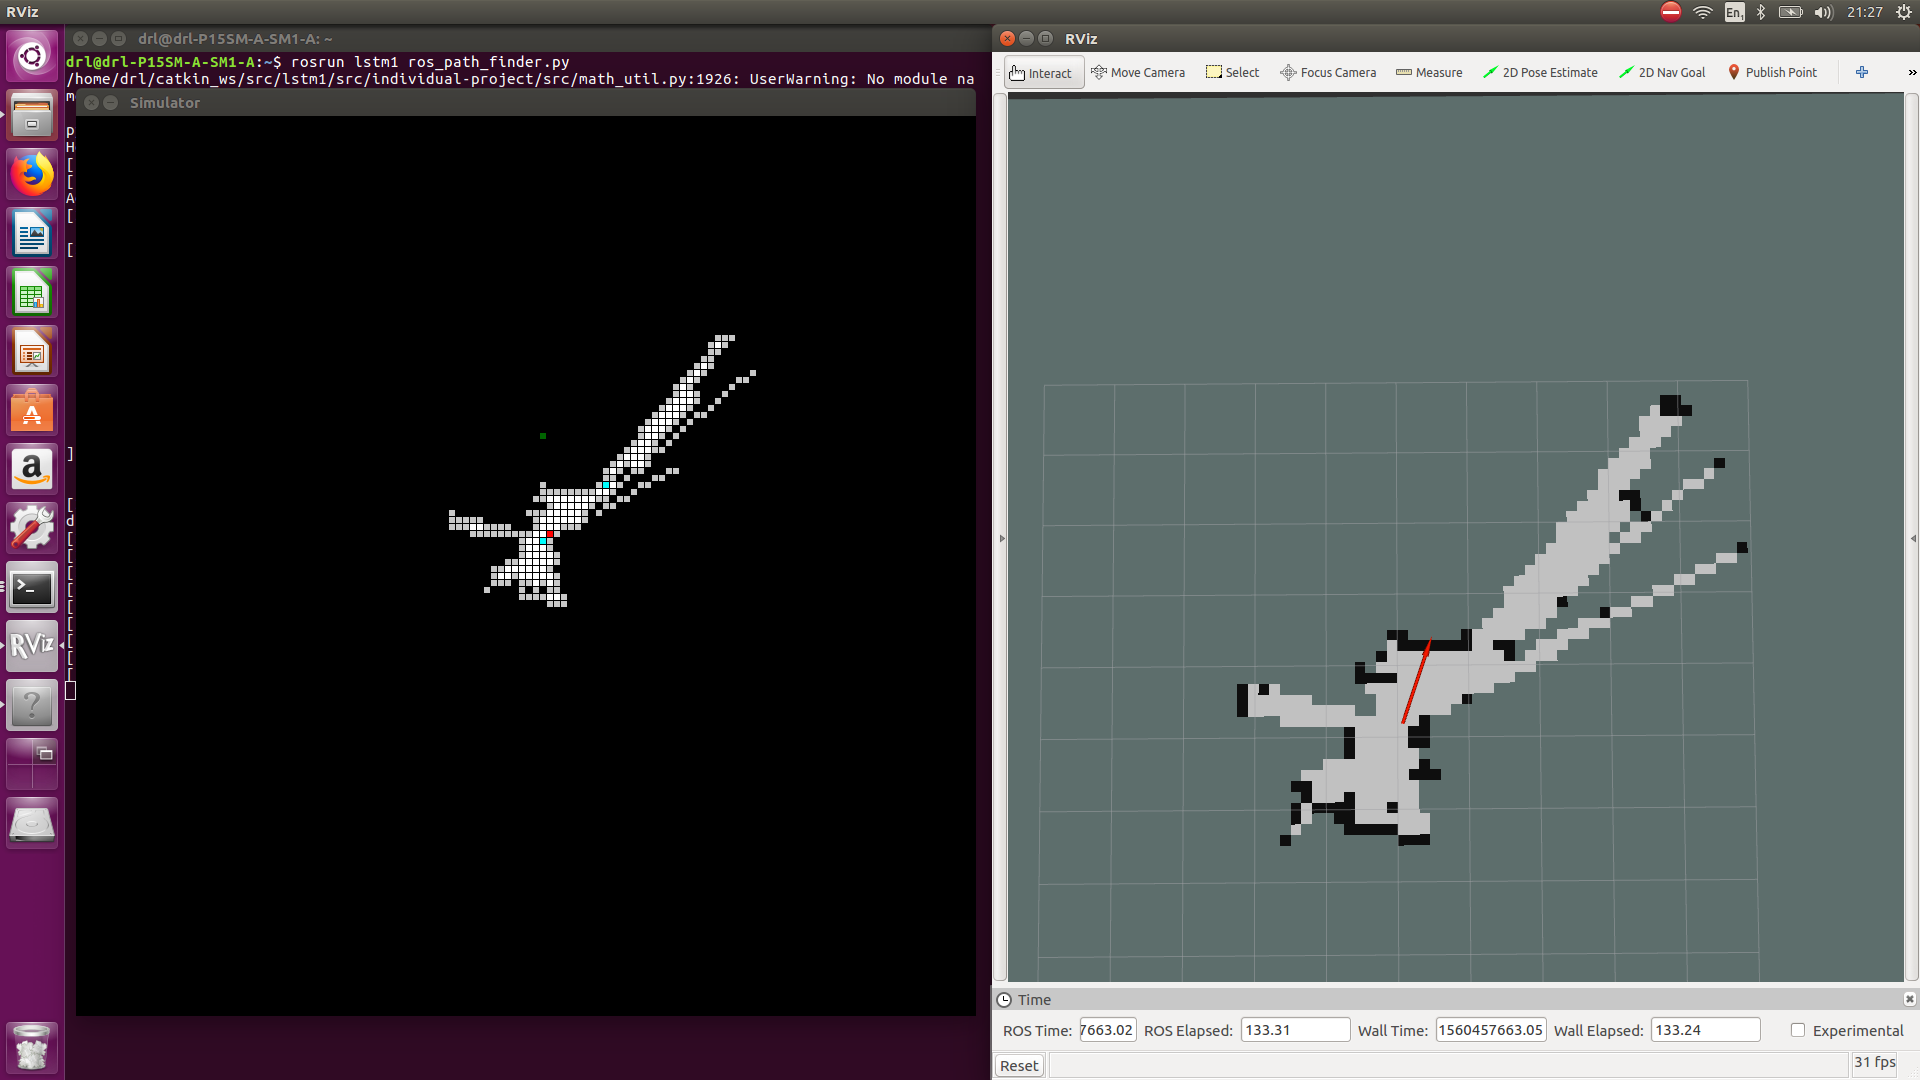 RViz
En1
21:27
drl@drl-P15SM-A-SM1-A: ~
drl@drl-P15SM-A-SM1-A:~$ rosrun lstm1 ros_path_finder.py
/home/drl/catkin_ws/src/lstm1/src/individual-project/src/math_util.py:1926: UserWarning: No module na
m
Simulator
p
H
[
[
A
[
[
]
[
d
[
[
[
[
[
[
[
[
RViz
RViz
Interact
Move Camera
Select
Focus Camera
Measure
2D Pose Estimate
2D Nav Goal
Publish Point
»
Time
ROS Time: 7663.02 ROS Elapsed: 133.31 Wall Time: 1560457663.05 Wall Elapsed: 133.24 Experimental
Reset
31 fps